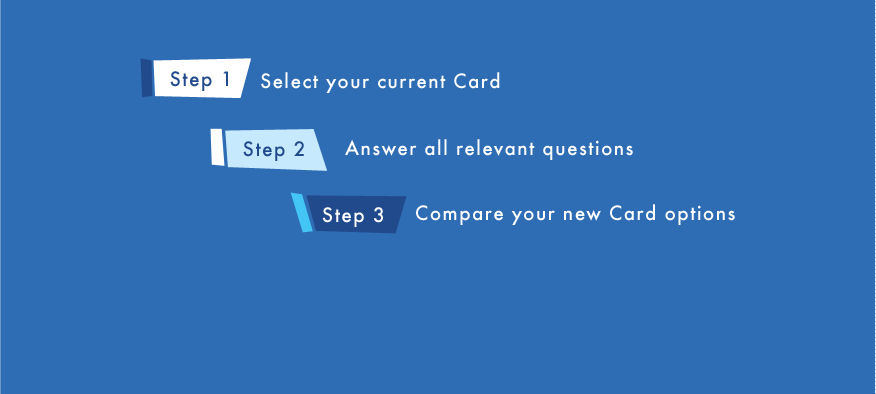 Step 1 Select your current Card
Step 2 Answer all relevant questions
Step 3 Compare your new Card options